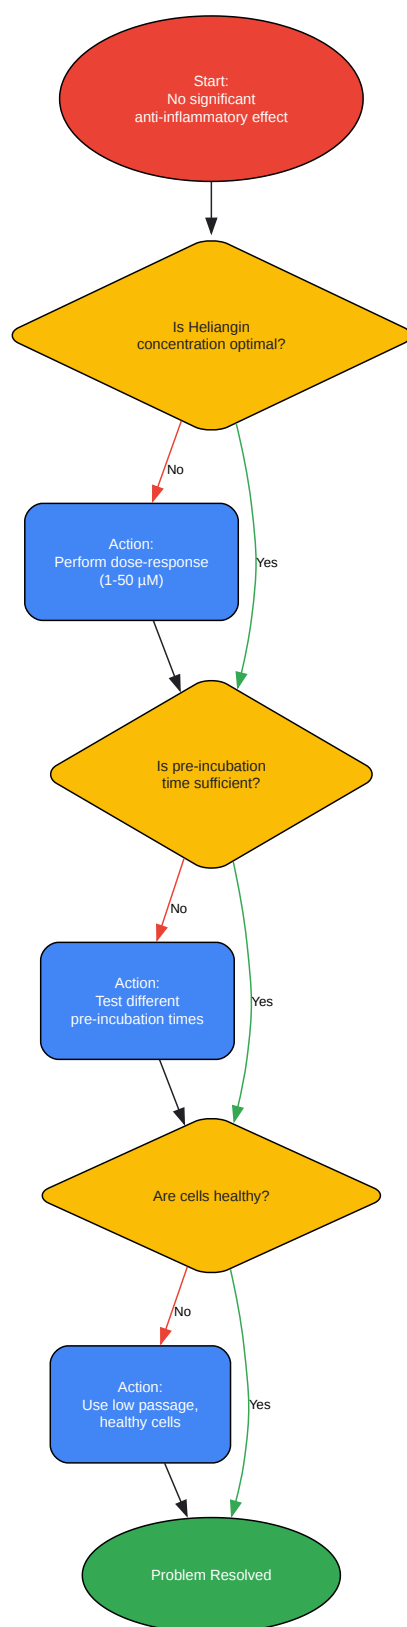 Start:
No significant
anti-inflammatory effect
Is Heliangin
concentration optimal?
No
Action:
Perform dose-response
(1-50 µM)
Yes
Is pre-incubation
time sufficient?
No
Action:
Test different
pre-incubation times
Yes
Are cells healthy?
No
Action:
Use low passage,
healthy cells
Yes
Problem Resolved